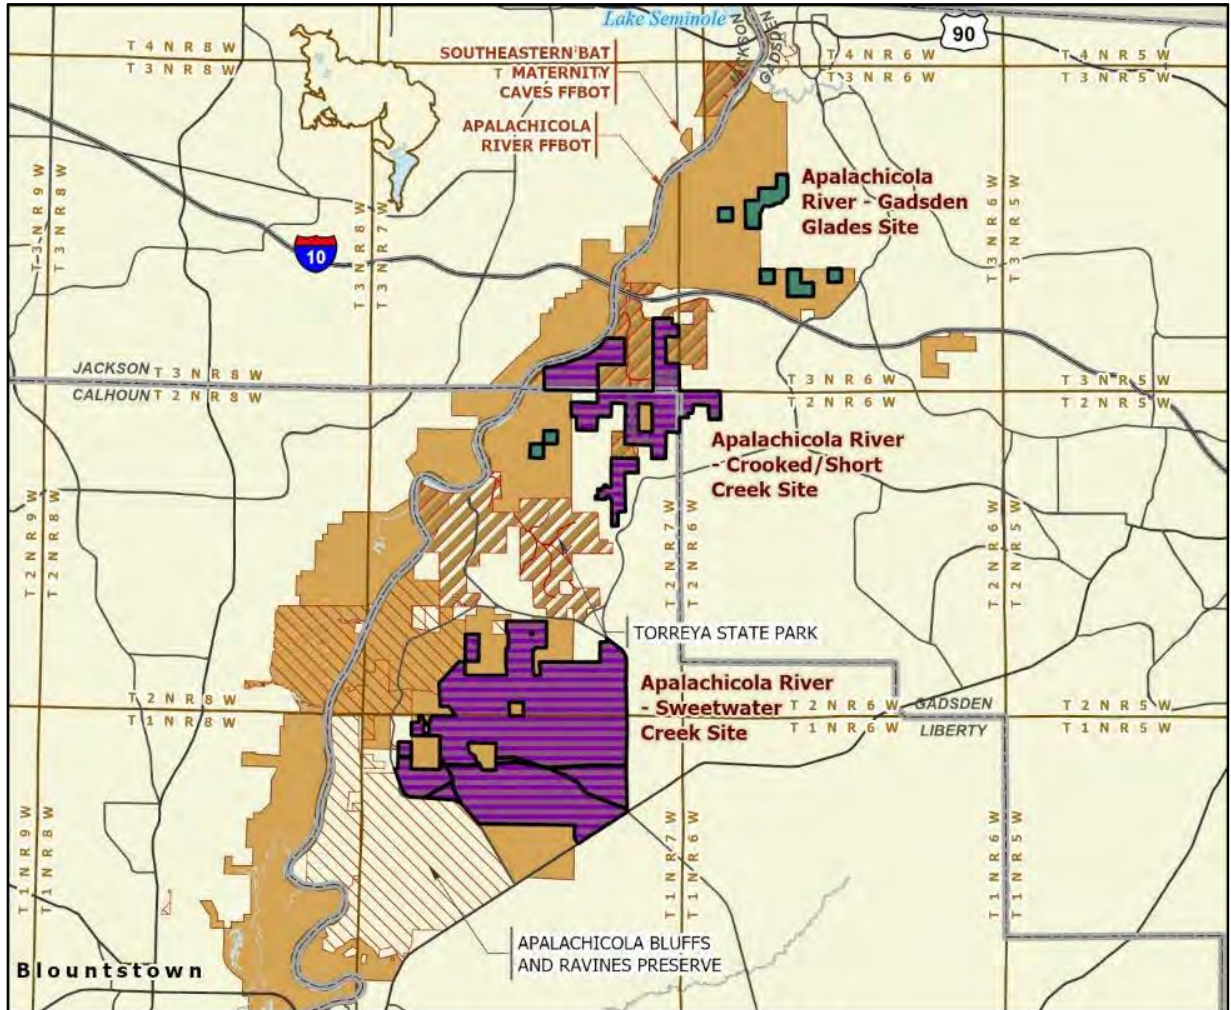 Lake Seminole
JACKSON
GADSDEN
90
T 4 N R 8 W
T 3 N R 8 W
SOUTHEASTERN BAT
MATERNITY
CAVES FFBOT
T 4 N R 6 W
T 3 N R 6 W
T 4 N R 5 W
T 3 N R 5 W
APALACHICOLA
RIVER FFBOT
Apalachicola
River - Gadsden
Glades Site
T 3 N R 9 W
T 3 N R 8 W
T 3 N R 8 W
T 3 N R 7 W
T 3 N R 6 W
T 3 N R 5 W
10
JACKSON
CALHOUN
T 3 N R 8 W
T 2 N R 8 W
T 3 N R 6 W
T 2 N R 6 W
T 3 N R 5 W
T 2 N R 5 W
Apalachicola River
- Crooked/Short
Creek Site
T 2 N R 9 W
T 2 N R 8 W
T 2 N R 7 W
T 2 N R 6 W
T 2 N R 6 W
T 2 N R 5 W
TORREYA STATE PARK
Apalachicola River
- Sweetwater
Creek Site
T 2 N R 8 W
T 1 N R 8 W
T 2 N R 6 W
T 1 N R 6 W
GADSDEN
LIBERTY
T 2 N R 5 W
T 1 N R 5 W
T 1 N R 9 W
T 1 N R 8 W
T 1 N R 7 W
T 1 N R 6 W
T 1 N R 6 W
T 1 N R 5 W
APALACHICOLA BLUFFS
AND RAVINES PRESERVE
Blountstown